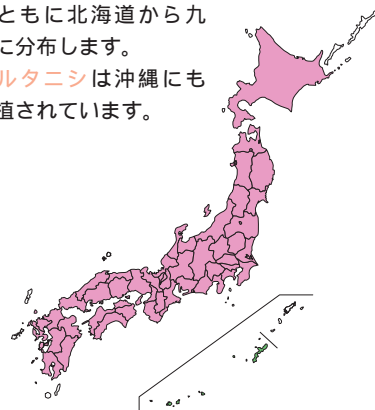 ともに北海道から九
に分布します。
ルタニシは沖縄にも
植されています。